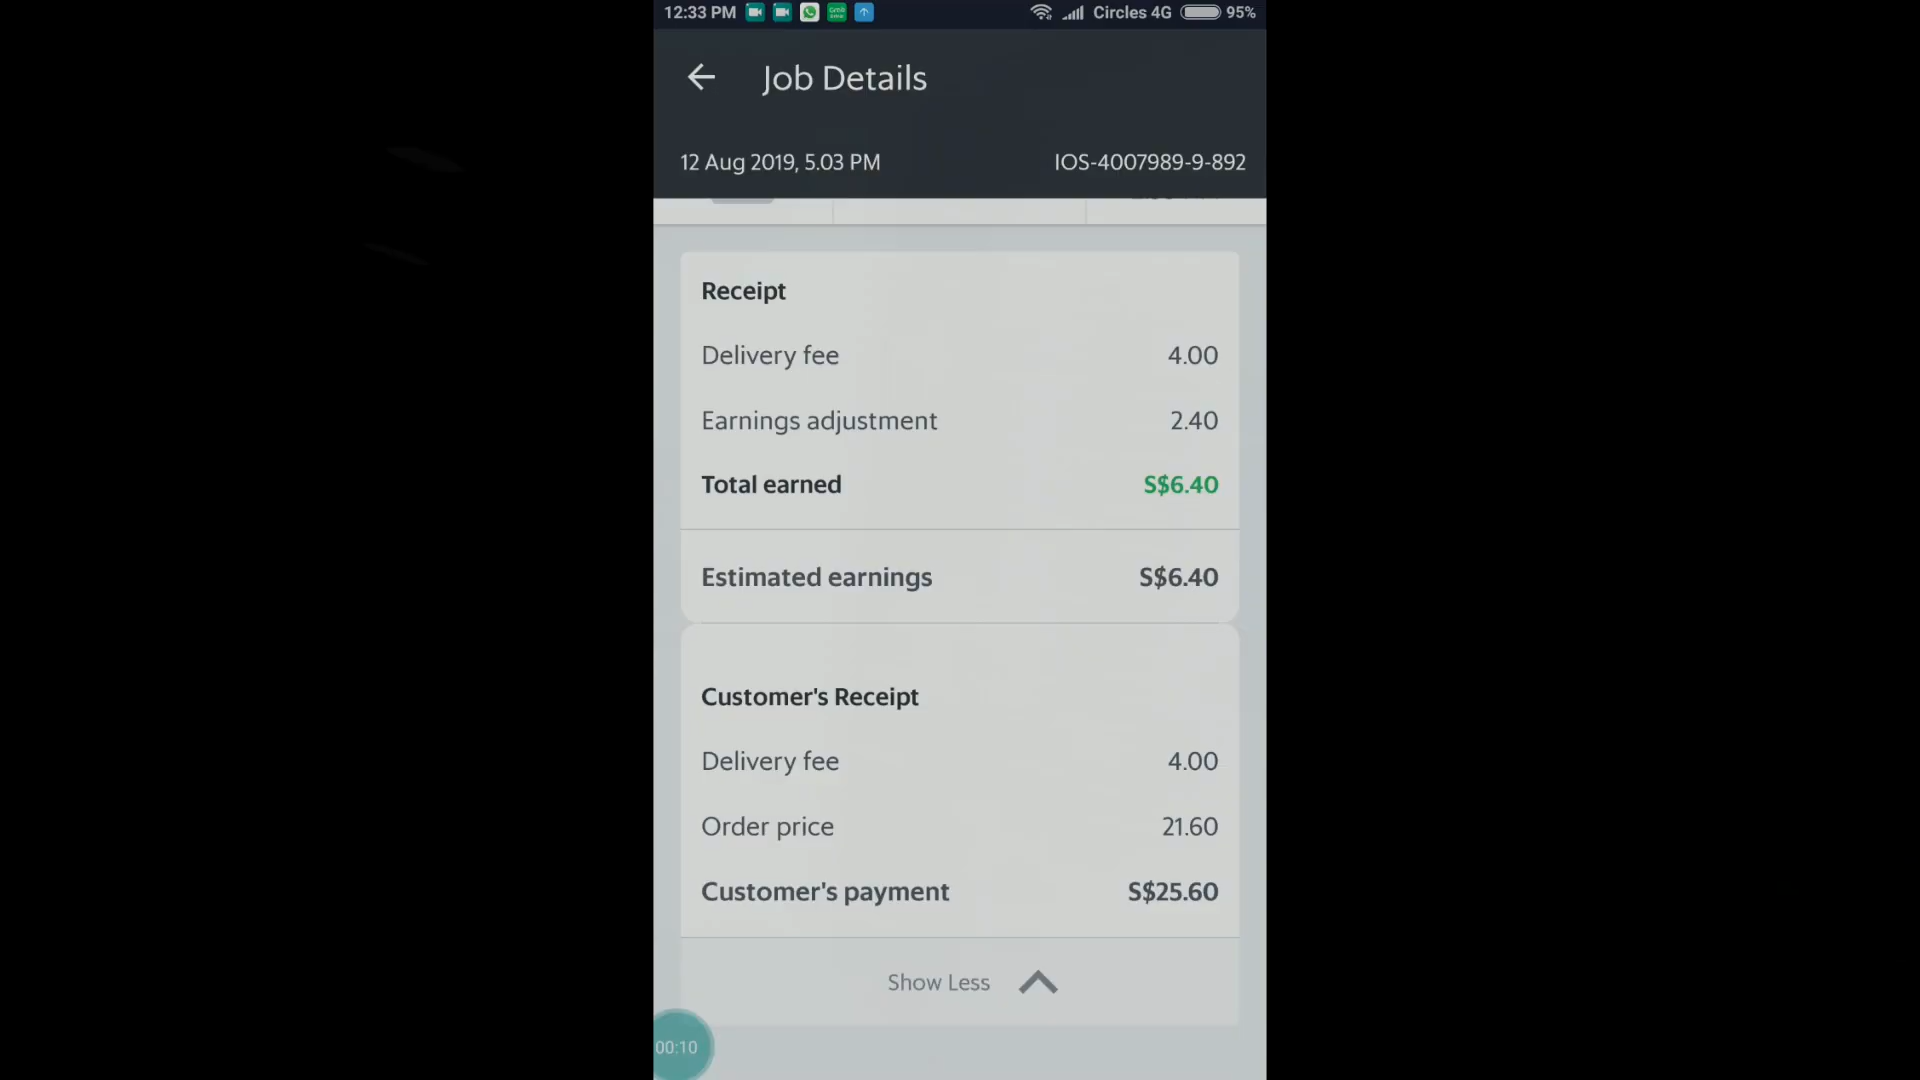 12:33 PM Circles 4G 95%
Job Details
12 Aug 2019, 5.03 PM IOS-4007989-9-892
Receipt
Delivery fee 4.00
Earnings adjustment 2.40
Total earned S$6.40
Estimated earnings S$6.40
Customer's Receipt
Delivery fee 4.00
Order price 21.60
Customer's payment S$25.60
Show Less
00:10